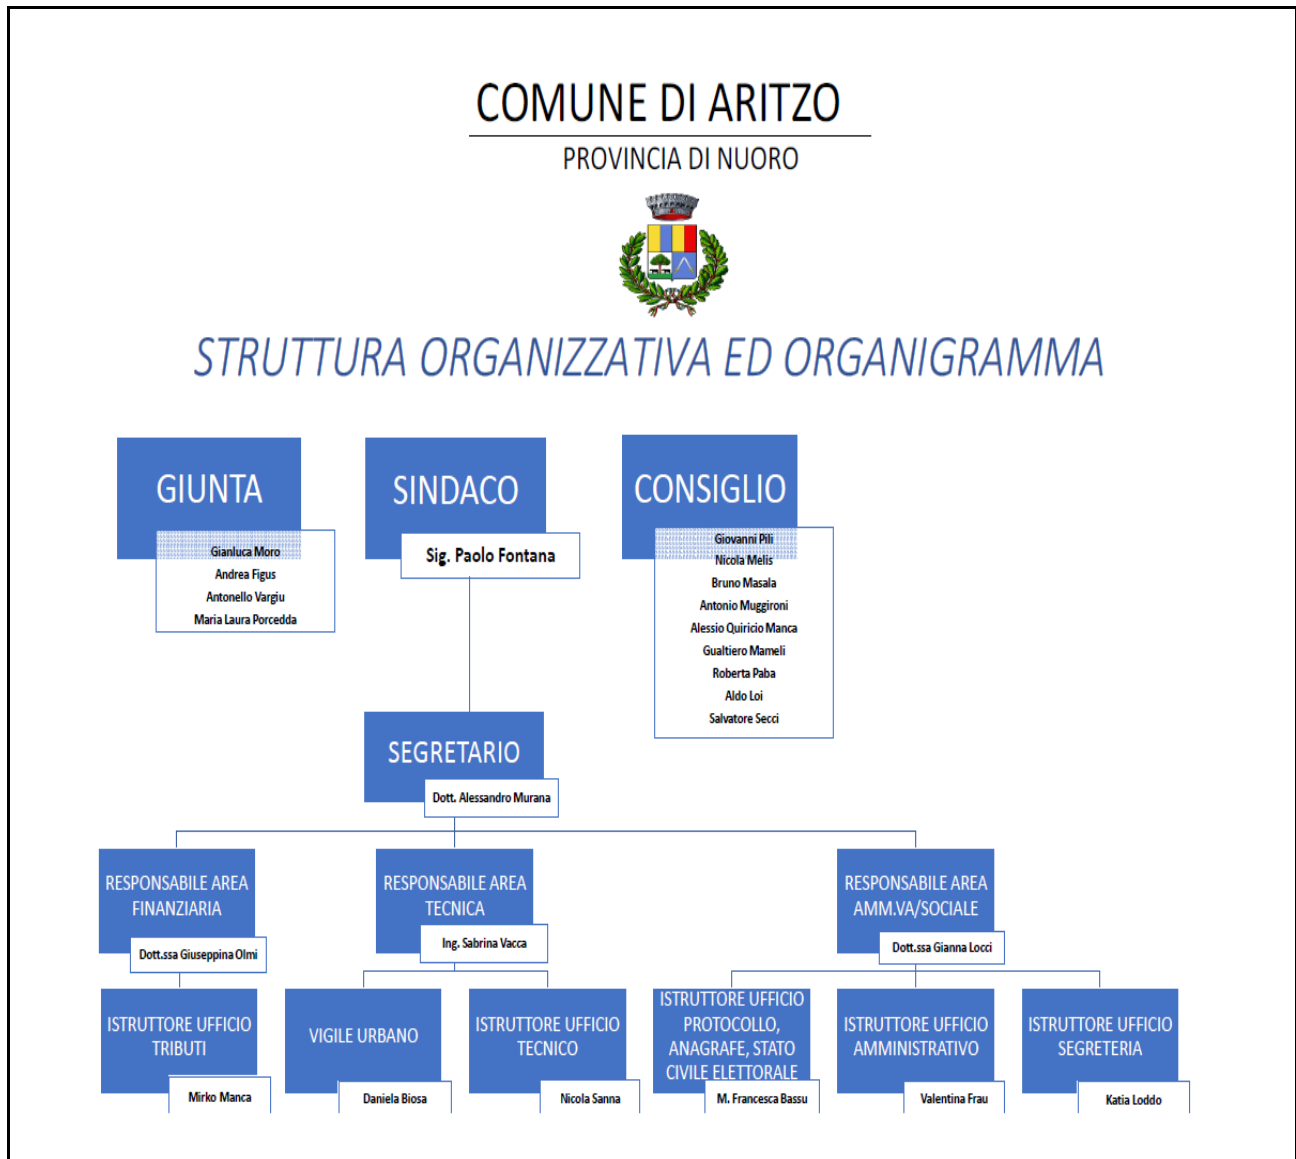 COMUNE DI ARITZO
PROVINCIA DI NUORO
STRUTTURA ORGANIZZATIVA ED ORGANIGRAMMA
GIUNTA
Gianluca Moro
Andrea Figus
Antonello Vargiu
Maria Laura Porcedda
SINDACO
Sig. Paolo Fontana
CONSIGLIO
Giovanni Pili
Nicola Melis
Bruno Masala
Antonio Muggironi
Alessio Quiricio Manca
Gualtiero Mameli
Roberta Paba
Aldo Loi
Salvatore Secci
SEGRETARIO
Dott. Alessandro Murana
RESPONSABILE AREA
FINANZIARIA
Dott.ssa Giuseppina Olmi
RESPONSABILE AREA
TECNICA
Ing. Sabrina Vacca
RESPONSABILE AREA
AMM.VA/SOCIALE
Dott.ssa Gianna Locci
ISTRUTTORE UFFICIO
TRIBUTI
Mirko Manca
VIGILE URBANO
Daniela Biosa
ISTRUTTORE UFFICIO
TECNICO
Nicola Sanna
ISTRUTTORE UFFICIO
PROTOCOLLO,
ANAGRAFE, STATO
CIVILE ELETTORALE
M. Francesca Bassu
ISTRUTTORE UFFICIO
AMMINISTRATIVO
Valentina Frau
ISTRUTTORE UFFICIO
SEGRETERIA
Katia Loddo